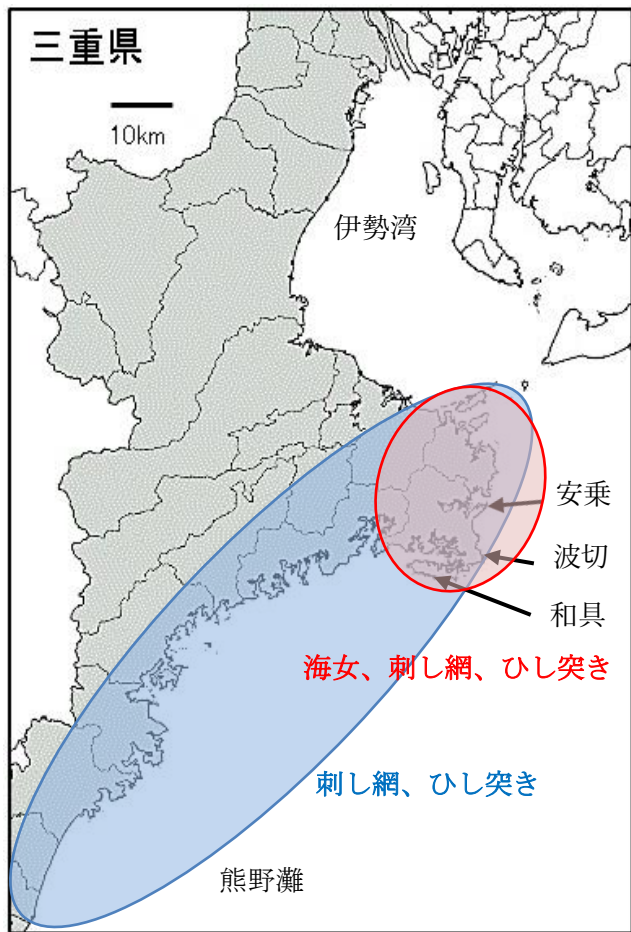 三重県
10km
伊勢湾
安乗
波切
和具
海女、刺し網、ひし突き
刺し網、ひし突き
熊野灘